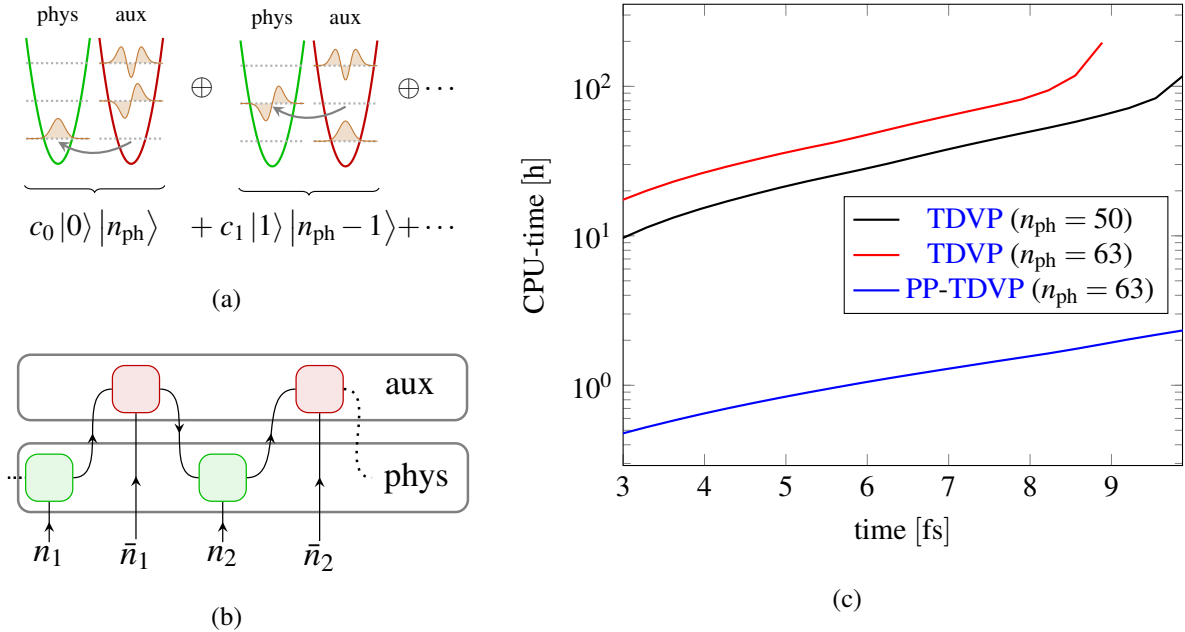 phys aux phys aux
⊕ ⊕ ⋯
c₀ |0⟩ |n_ph⟩ + c₁ |1⟩ |n_ph − 1⟩ + ⋯
(a)
aux
phys
n₁ n̄₁ n₂ n̄₂
(b)
CPU-time [h]
10²
10¹
10⁰
TDVP (n_ph = 50)
TDVP (n_ph = 63)
PP-TDVP (n_ph = 63)
3 4 5 6 7 8 9
time [fs]
(c)